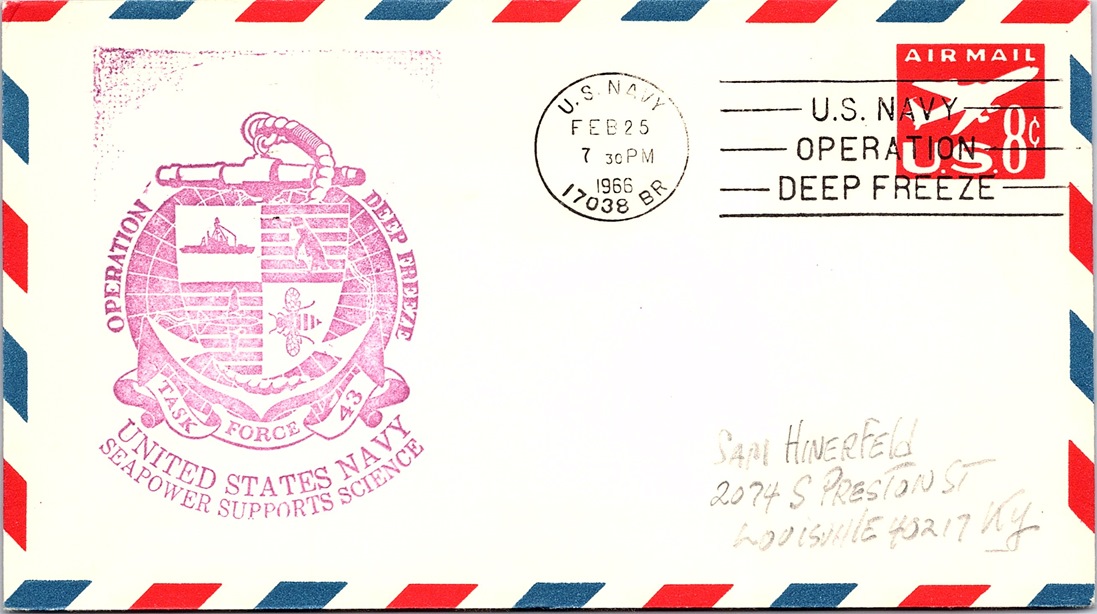 OPERATION DEEP FREEZE
TASK FORCE 43
UNITED STATES NAVY
SEAPOWER SUPPORTS SCIENCE
U.S. NAVY
FEB 25
7 30 PM
1966
17038 BR
U.S. NAVY
OPERATION
DEEP FREEZE
AIR MAIL
U.S. 8¢
SAM HINERFELD
2074 S PRESTON ST
LOUISVILLE 40217 Ky